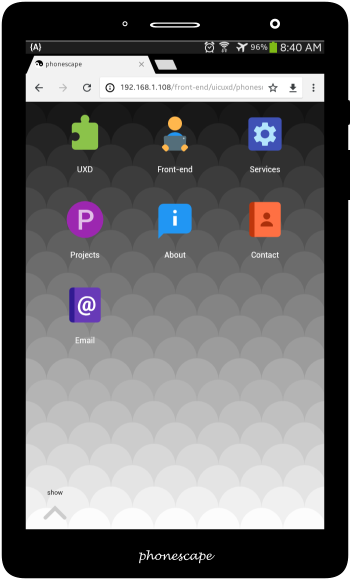 (A) 96% 8:40 AM
phonescape
192.168.1.108/front-end/uicuxd/phones
UXD Front-end Services
P
Projects About Contact
@
Email
show
phonescape